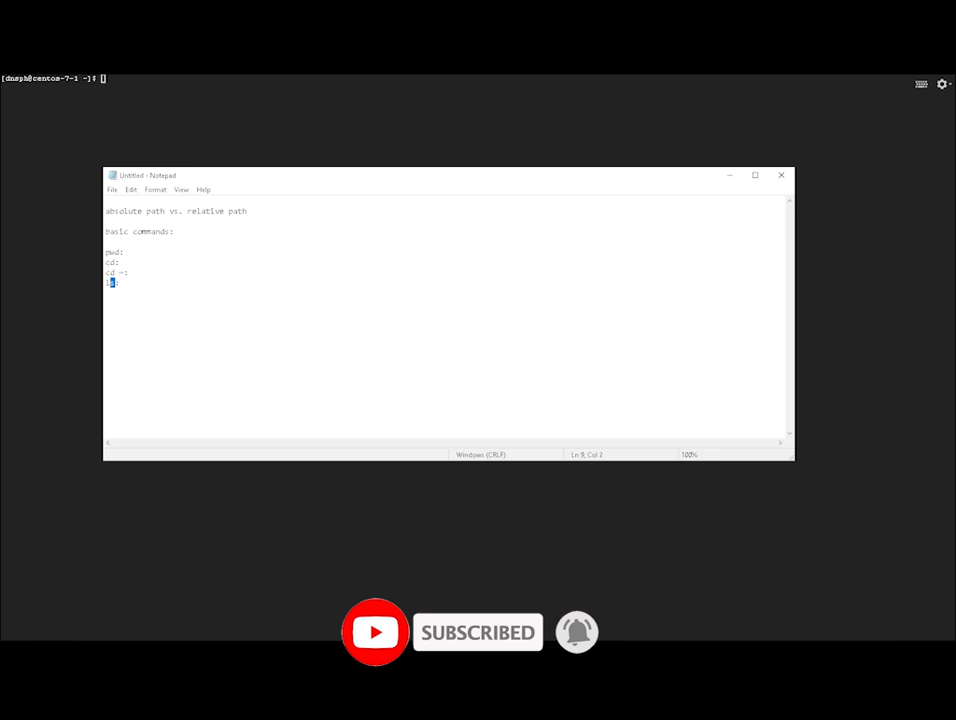 [dnsph@centos-7-1 ~]$
Untitled - Notepad
File Edit Format View Help
absolute path vs. relative path
basic commands:
pwd:
cd:
cd ~:
ls:
Windows (CRLF) Ln 9, Col 2 100%
SUBSCRIBED